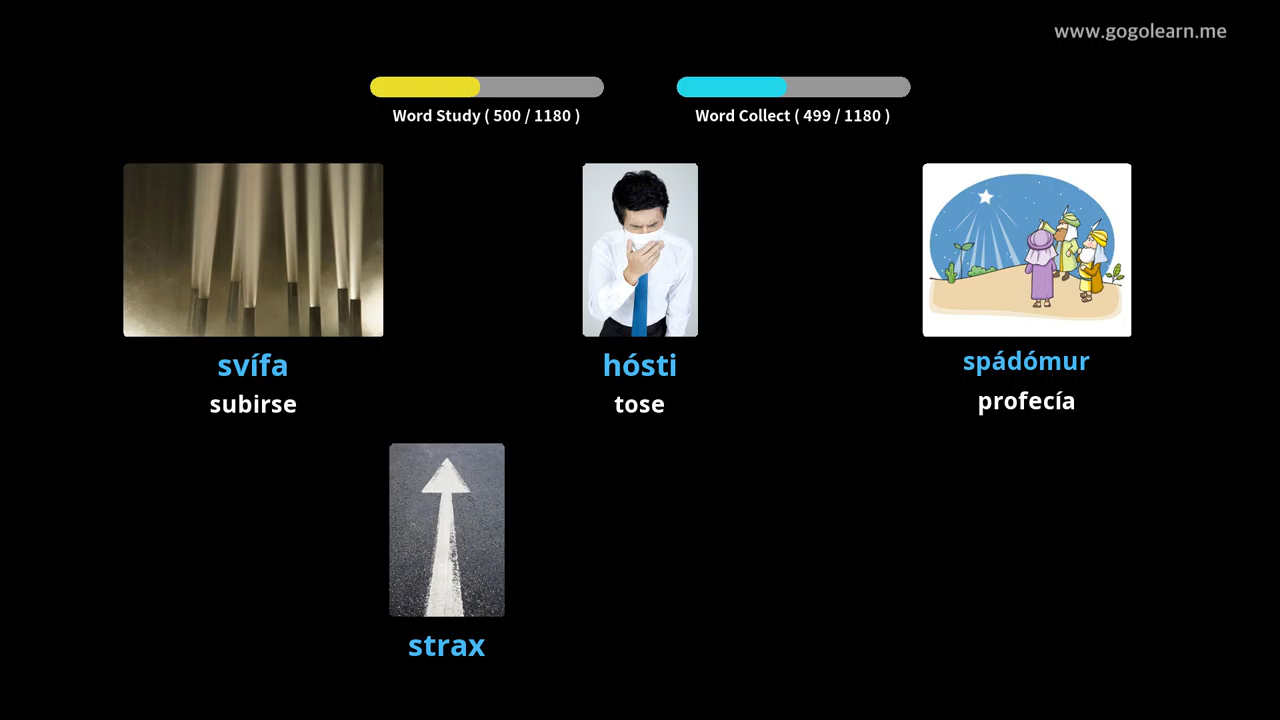 www.gogolearn.me
Word Study ( 500 / 1180 )
Word Collect ( 499 / 1180 )
svífa
subirse
hósti
tose
spádómur
profecía
strax